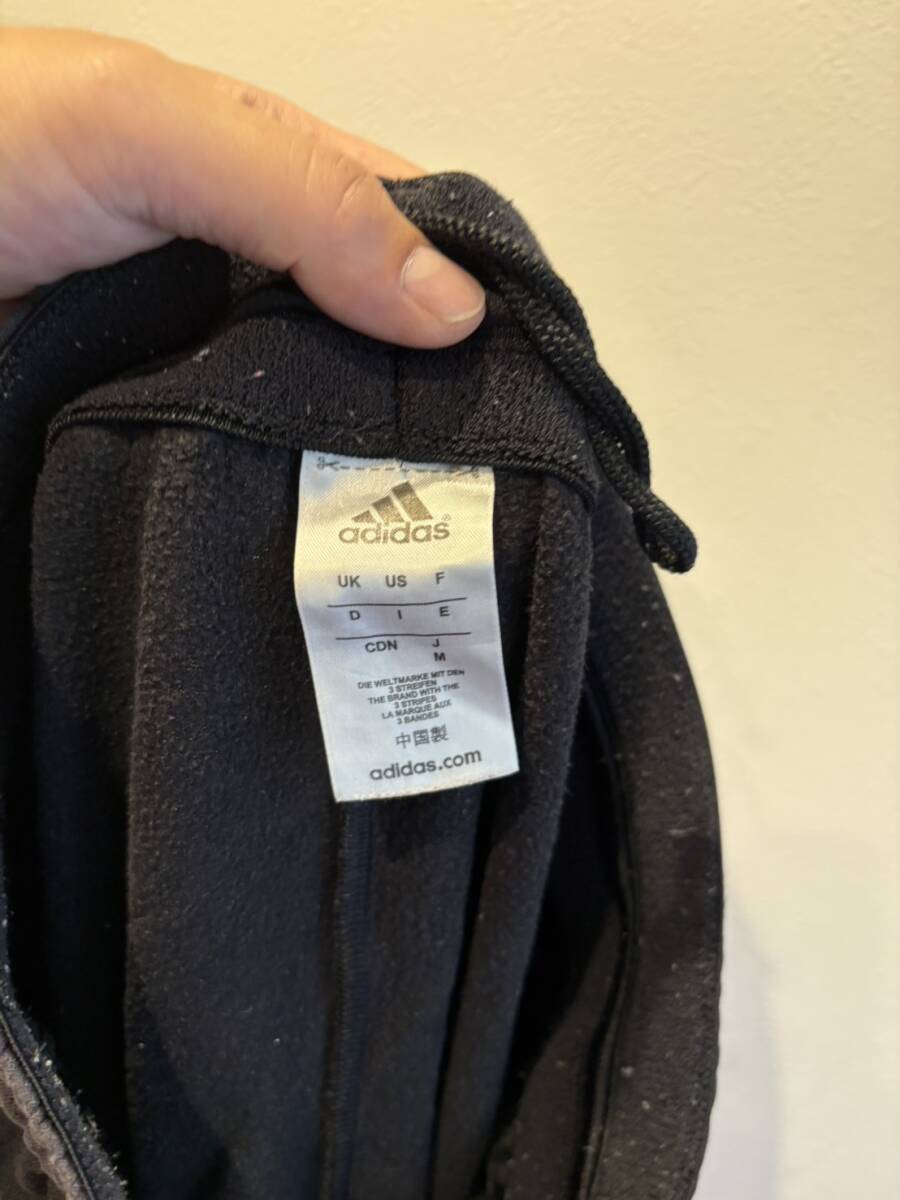 adidas®
UK US F
D I E
CDN J
M
DIE WELTMARKE MIT DEN
3 STREIFEN
THE BRAND WITH THE
3 STRIPES
LA MARQUE AUX
3 BANDES
中国製
adidas.com